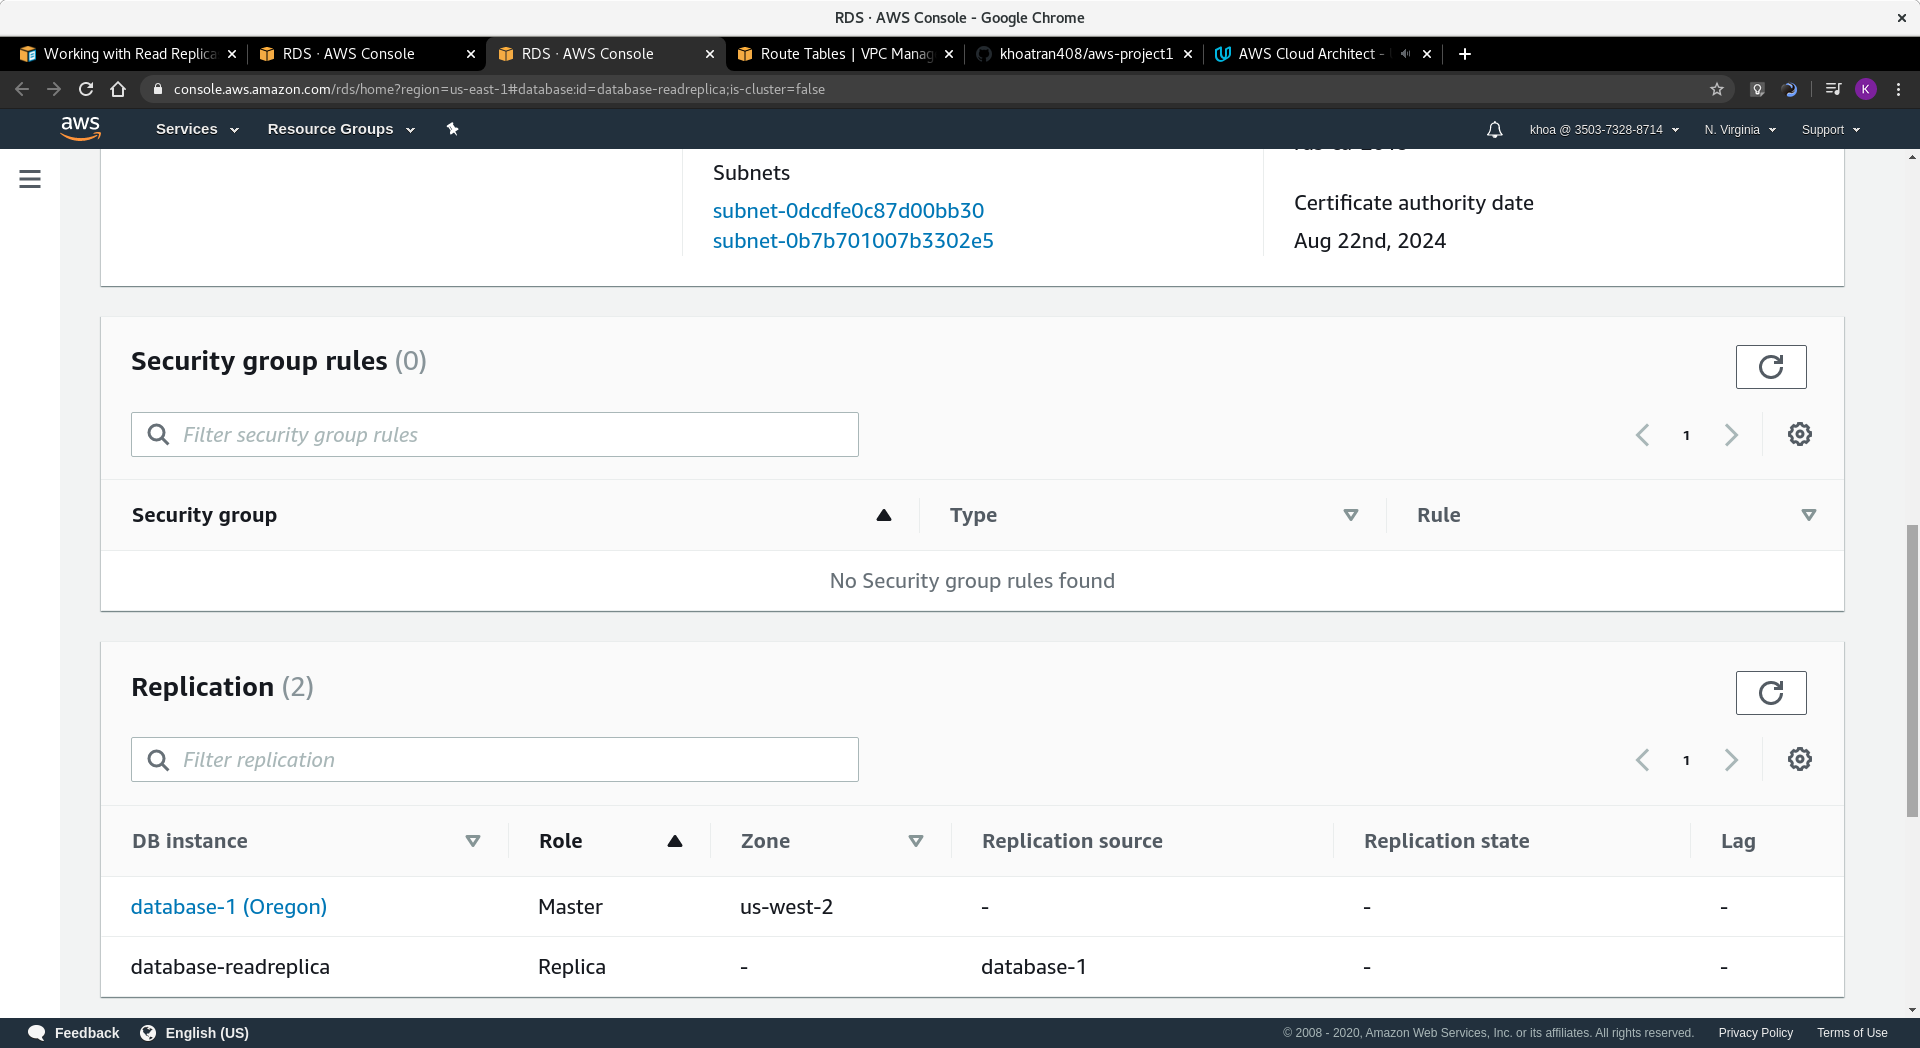 RDS · AWS Console - Google Chrome
Working with Read Replica
RDS · AWS Console
RDS · AWS Console
Route Tables | VPC Manag
khoatran408/aws-project1
AWS Cloud Architect -
console.aws.amazon.com/rds/home?region=us-east-1#database:id=database-readreplica;is-cluster=false
K
aws Services Resource Groups khoa @ 3503-7328-8714 N. Virginia Support
Subnets
subnet-0dcdfe0c87d00bb30
subnet-0b7b701007b3302e5
Certificate authority date
Aug 22nd, 2024
Security group rules (0)
Filter security group rules
1
Security group Type Rule
No Security group rules found
Replication (2)
Filter replication
1
DB instance Role Zone Replication source Replication state Lag
database-1 (Oregon) Master us-west-2 - - -
database-readreplica Replica - database-1 - -
Feedback English (US) © 2008 - 2020, Amazon Web Services, Inc. or its affiliates. All rights reserved. Privacy Policy Terms of Use